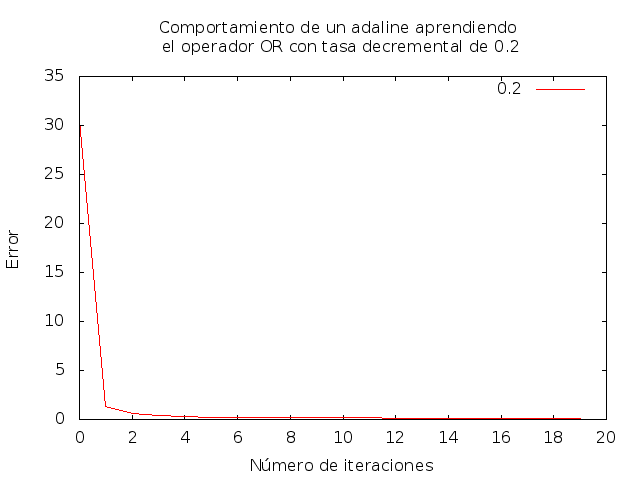 Comportamiento de un adaline aprendiendo
el operador OR con tasa decremental de 0.2
35
30
25
20
15
10
5
0
0.2
Error
0 2 4 6 8 10 12 14 16 18 20
Número de iteraciones